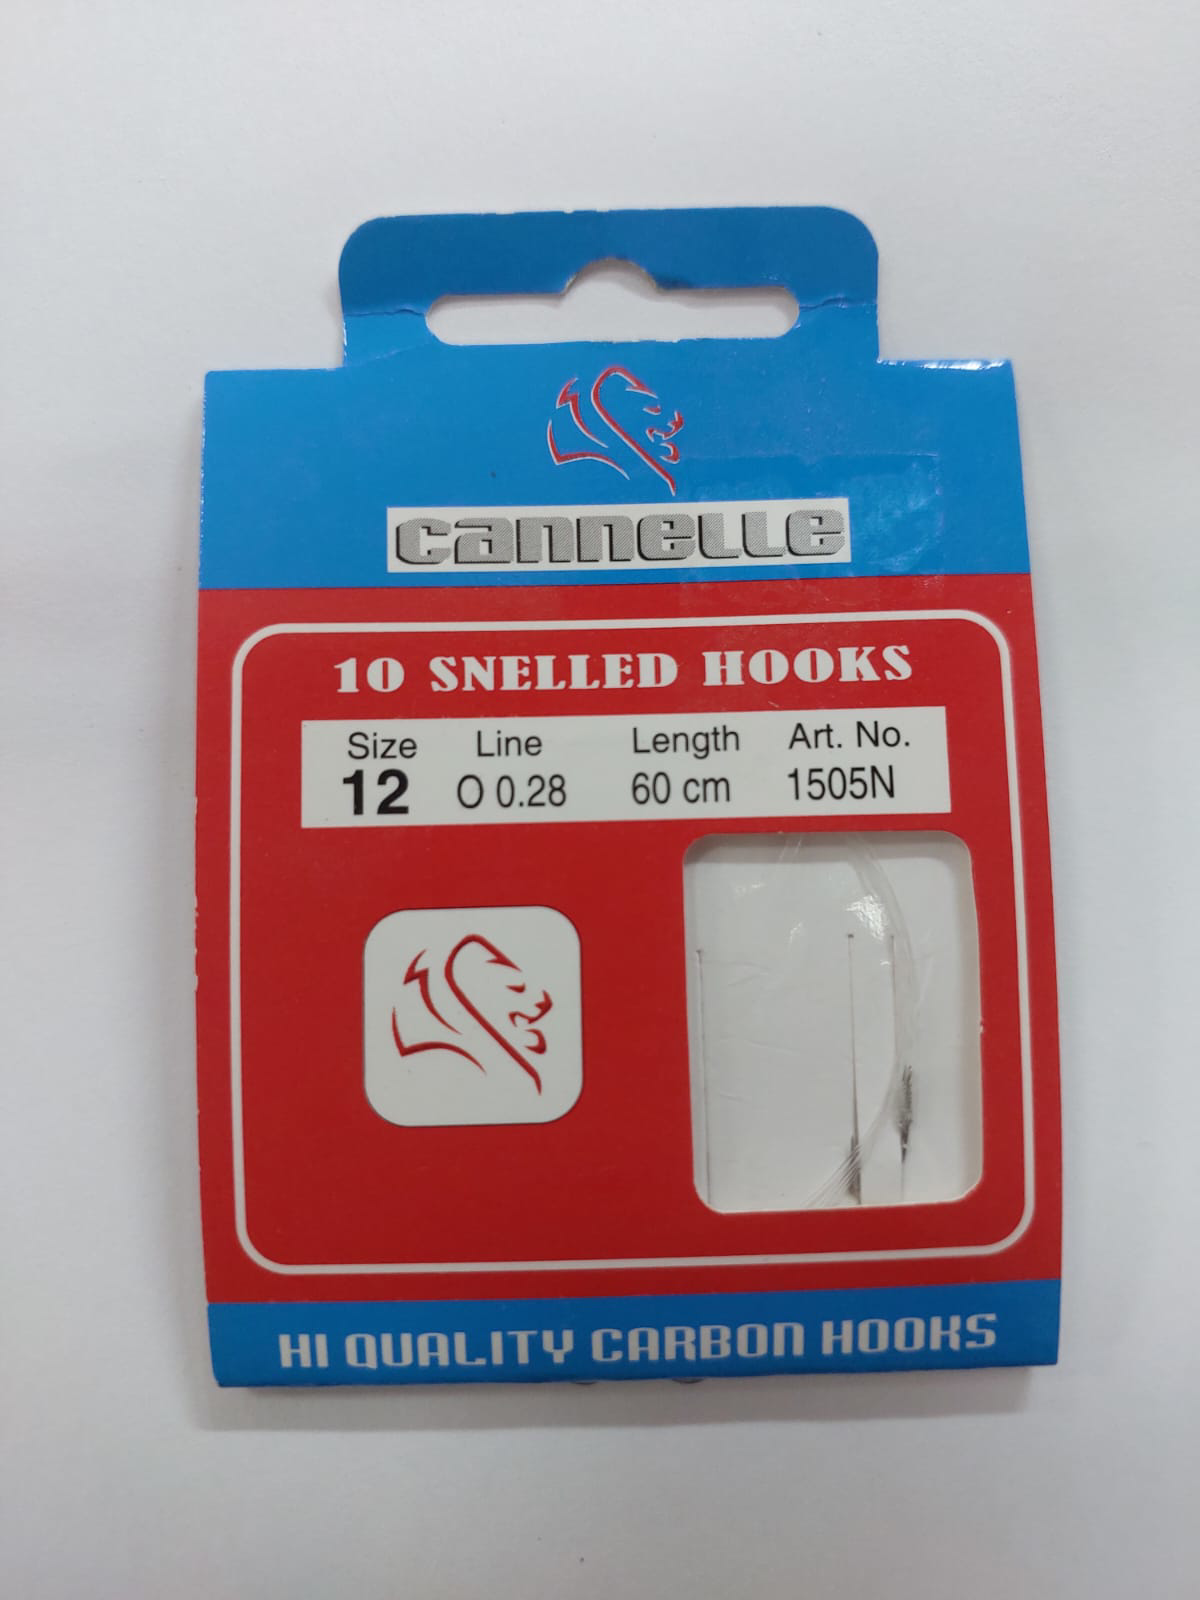 cannelle
10 SNELLED HOOKS
Size Line Length Art. No.
12 O 0.28 60 cm 1505N
HI QUALITY CARBON HOOKS